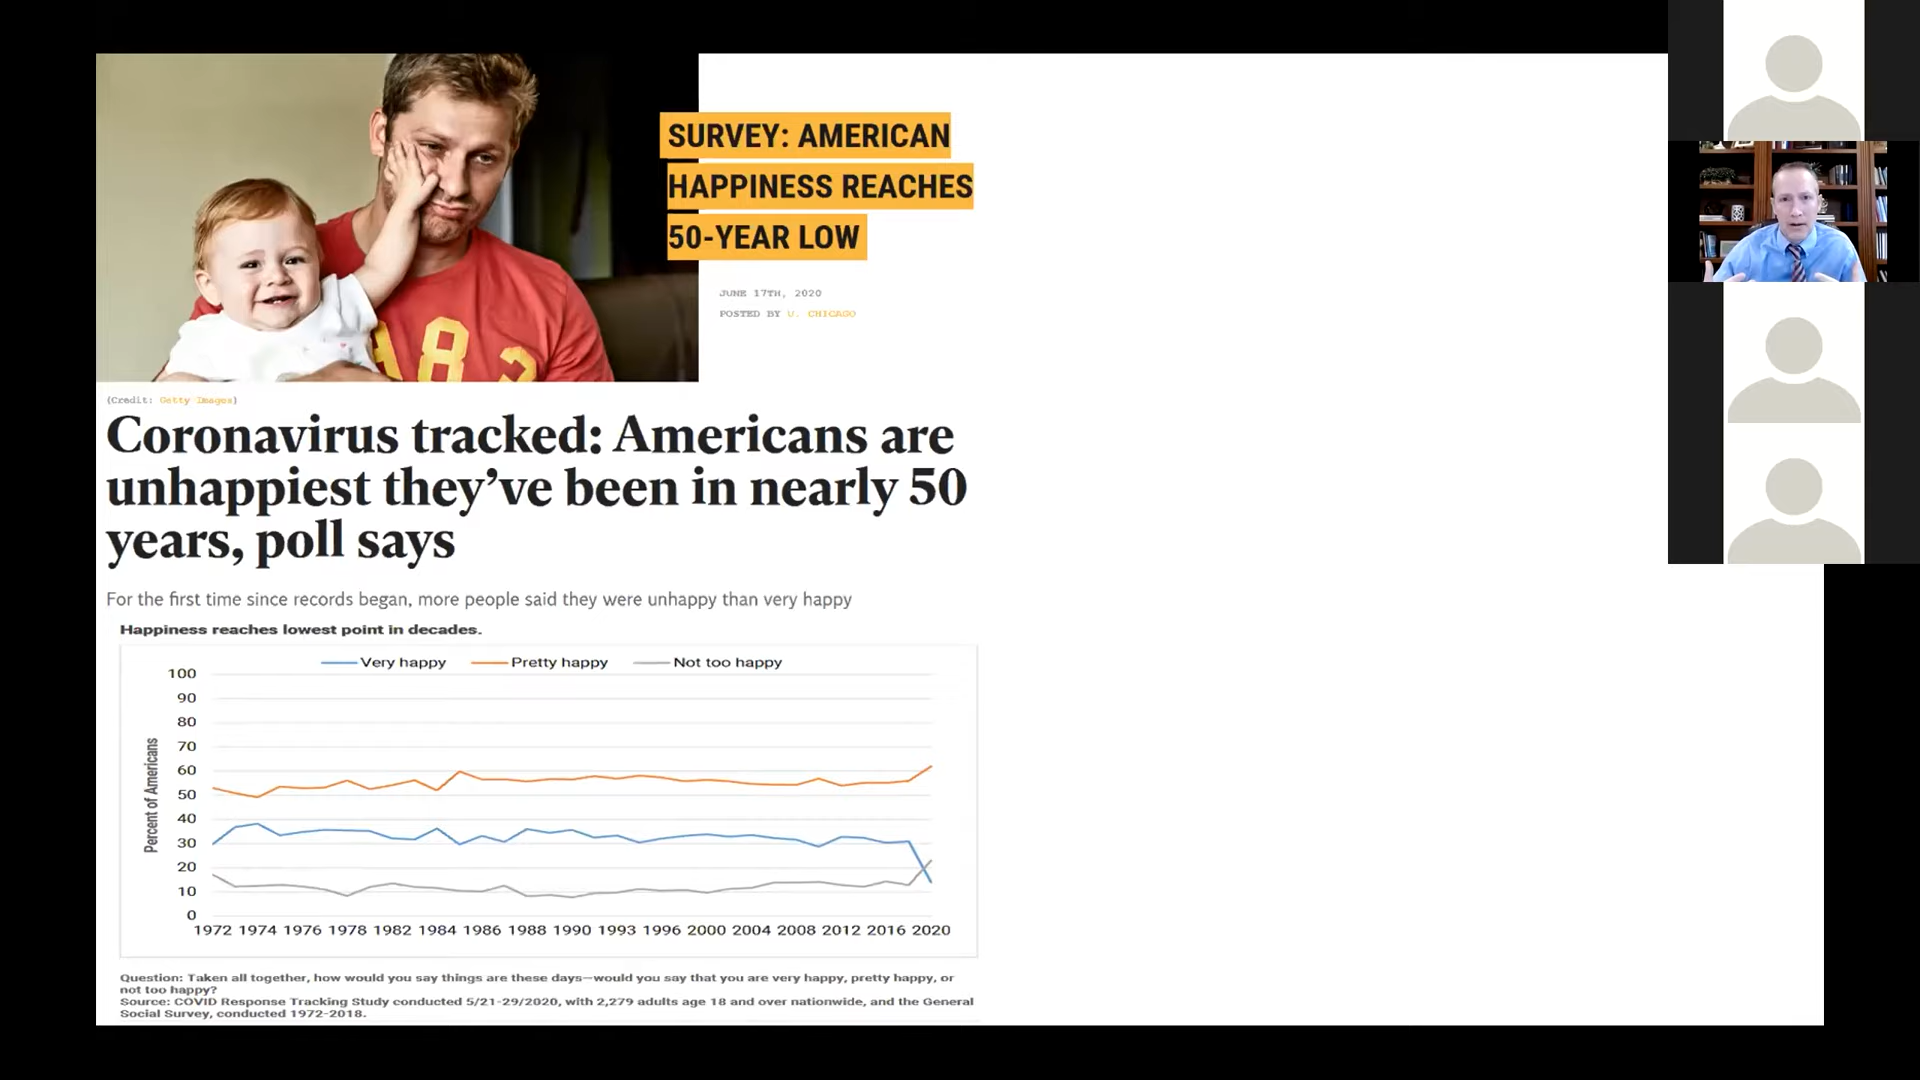 SURVEY: AMERICAN
HAPPINESS REACHES
50-YEAR LOW
JUNE 17TH, 2020
POSTED BY U. CHICAGO
(Credit: Getty Images)
Coronavirus tracked: Americans are
unhappiest they’ve been in nearly 50
years, poll says
For the first time since records began, more people said they were unhappy than very happy
Happiness reaches lowest point in decades.
Very happy Pretty happy Not too happy
100
90
80
70
60
50
40
30
20
10
0
Percent of Americans
1972 1974 1976 1978 1982 1984 1986 1988 1990 1993 1996 2000 2004 2008 2012 2016 2020
Question: Taken all together, how would you say things are these days—would you say that you are very happy, pretty happy, or
not too happy?
Source: COVID Response Tracking Study conducted 5/21-29/2020, with 2,279 adults age 18 and over nationwide, and the General
Social Survey, conducted 1972-2018.